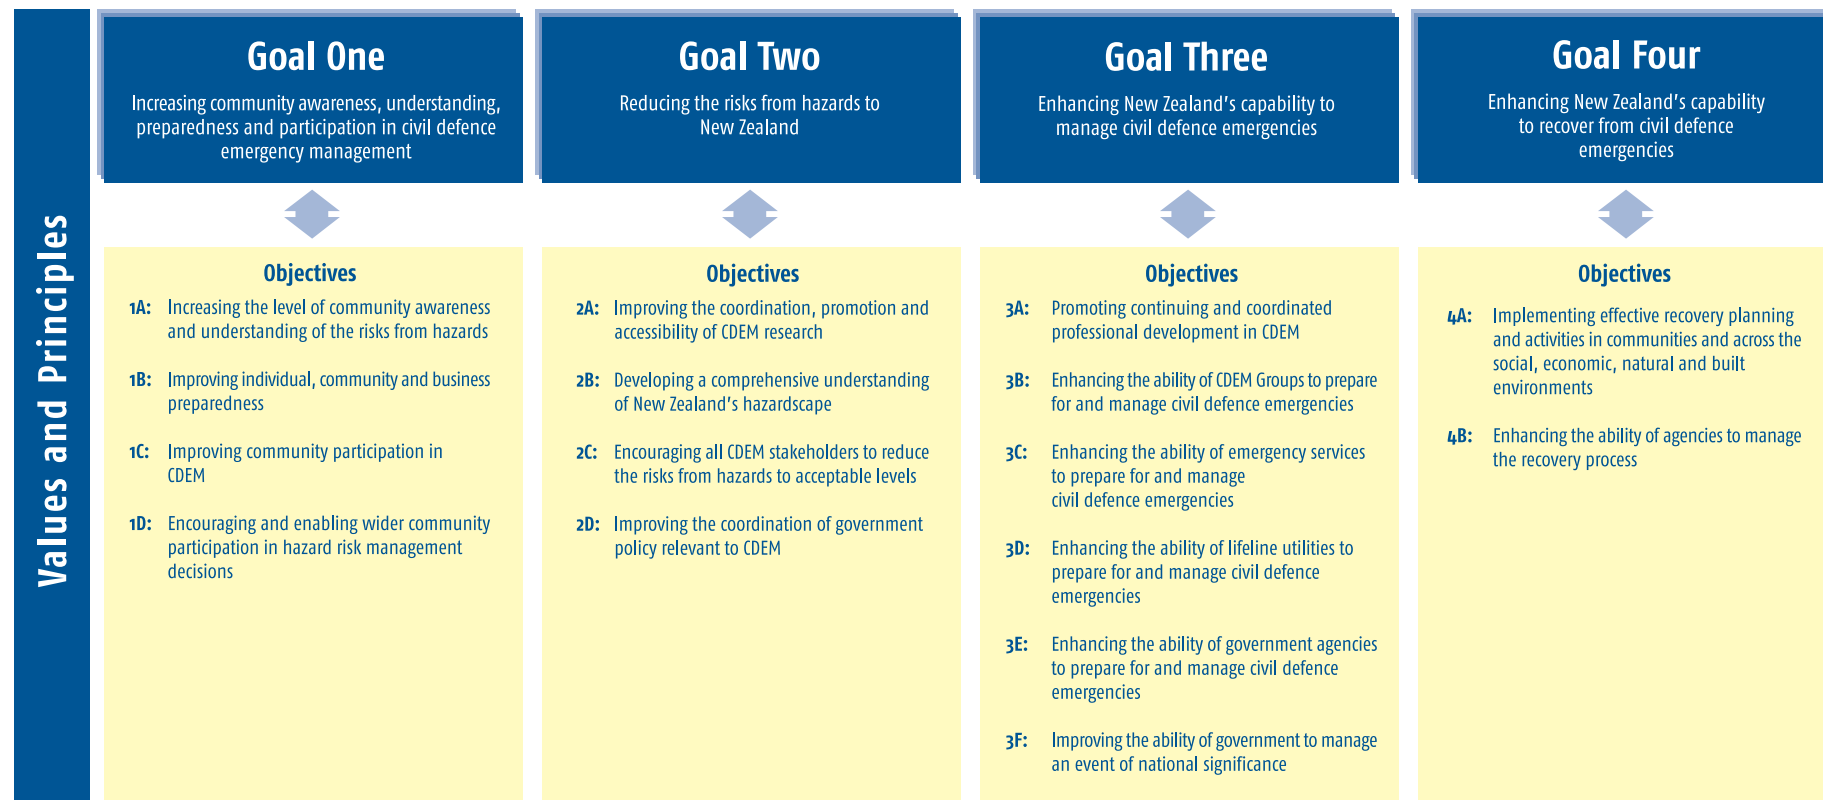 Values and Principles
Goal One
Increasing community awareness, understanding,
preparedness and participation in civil defence
emergency management
Objectives
1A: Increasing the level of community awareness
and understanding of the risks from hazards
1B: Improving individual, community and business
preparedness
1C: Improving community participation in
CDEM
1D: Encouraging and enabling wider community
participation in hazard risk management
decisions
Goal Two
Reducing the risks from hazards to
New Zealand
Objectives
2A: Improving the coordination, promotion and
accessibility of CDEM research
2B: Developing a comprehensive understanding
of New Zealand's hazardscape
2C: Encouraging all CDEM stakeholders to reduce
the risks from hazards to acceptable levels
2D: Improving the coordination of government
policy relevant to CDEM
Goal Three
Enhancing New Zealand's capability to
manage civil defence emergencies
Objectives
3A: Promoting continuing and coordinated
professional development in CDEM
3B: Enhancing the ability of CDEM Groups to prepare
for and manage civil defence emergencies
3C: Enhancing the ability of emergency services
to prepare for and manage
civil defence emergencies
3D: Enhancing the ability of lifeline utilities to
prepare for and manage civil defence
emergencies
3E: Enhancing the ability of government agencies
to prepare for and manage civil defence
emergencies
3F: Improving the ability of government to manage
an event of national significance
Goal Four
Enhancing New Zealand's capability
to recover from civil defence
emergencies
Objectives
4A: Implementing effective recovery planning
and activities in communities and across the
social, economic, natural and built
environments
4B: Enhancing the ability of agencies to manage
the recovery process